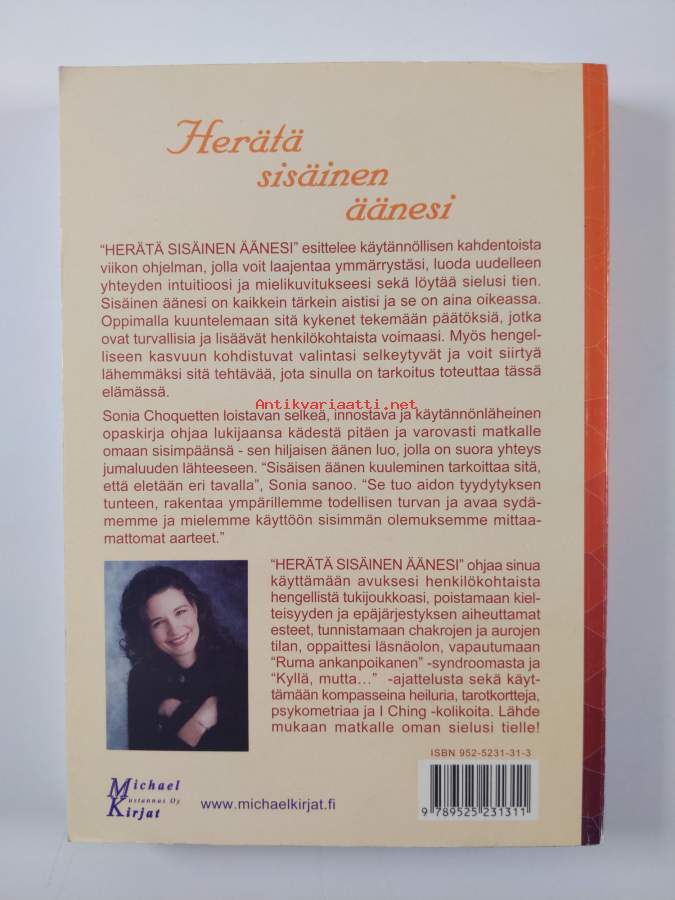 Herätä
sisäinen
äänesi
“HERÄTÄ SISÄINEN ÄÄNESI” esittelee käytännöllisen kahdentoista
viikon ohjelman, jolla voit laajentaa ymmärrystäsi, luoda uudelleen
yhteyden intuitioosi ja mielikuvitukseesi sekä löytää sielusi tien.
Sisäinen äänesi on kaikkein tärkein aistisi ja se on aina oikeassa.
Oppimalla kuuntelemaan sitä kykenet tekemään päätöksiä, jotka
ovat turvallisia ja lisäävät henkilökohtaista voimaasi. Myös hengel-
liseen kasvuun kohdistuvat valintasi selkeytyvät ja voit siirtyä
lähemmäksi sitä tehtävää, jota sinulla on tarkoitus toteuttaa tässä
elämässä.
Antikvariaatti.net
Sonia Choquetten loistavan selkeä, innostava ja käytännönläheinen
opaskirja ohjaa lukijaansa kädestä pitäen ja varovasti matkalle
omaan sisimpäänsä - sen hiljaisen äänen luo, jolla on suora yhteys
jumaluuden lähteeseen. “Sisäisen äänen kuuleminen tarkoittaa sitä,
että eletään eri tavalla”, Sonia sanoo. “Se tuo aidon tyydytyksen
tunteen, rakentaa ympärillemme todellisen turvan ja avaa sydä-
memme ja mielemme käyttöön sisimmän olemuksemme mittaa-
mattomat aarteet.”
“HERÄTÄ SISÄINEN ÄÄNESI” ohjaa sinua
käyttämään avuksesi henkilökohtaista
hengellistä tukijoukkoasi, poistamaan kiel-
teisyyden ja epäjärjestyksen aiheuttamat
esteet, tunnistamaan chakrojen ja aurojen
tilan, oppaittesi läsnäolon, vapautumaan
“Ruma ankanpoikanen” -syndroomasta ja
“Kyllä, mutta...” -ajattelusta sekä käyt-
tämään kompasseina heiluria, tarotkortteja,
psykometriaa ja I Ching -kolikoita. Lähde
mukaan matkalle oman sielusi tielle!
ISBN 952-5231-31-3
Michael
Kustannus Oy
Kirjat
www.michaelkirjat.fi
9 789525 231311